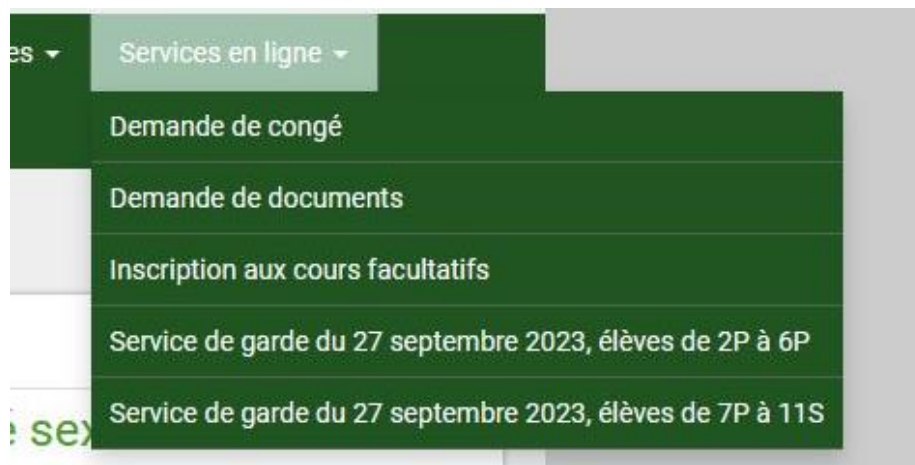 es
Services en ligne
Demande de congé
Demande de documents
Inscription aux cours facultatifs
Service de garde du 27 septembre 2023, élèves de 2P à 6P
Service de garde du 27 septembre 2023, élèves de 7P à 11S
é sex